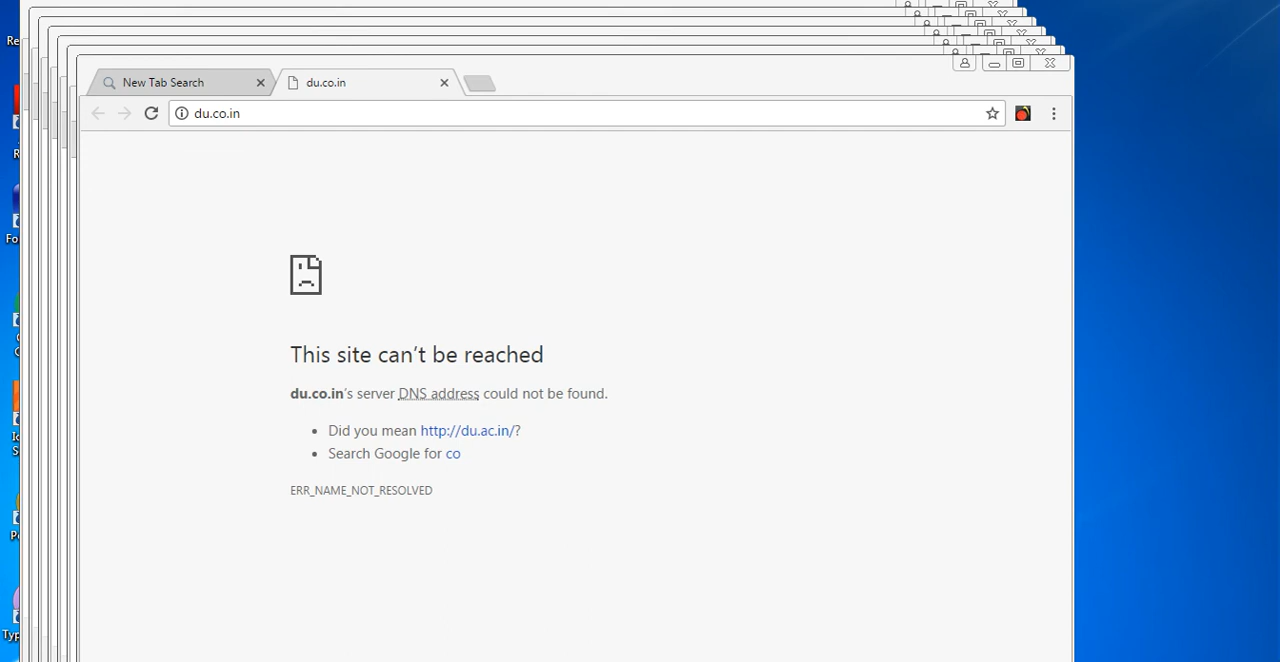 New Tab Search
du.co.in
du.co.in
This site can’t be reached
du.co.in’s server DNS address could not be found.
Did you mean http://du.ac.in/?
Search Google for co
ERR_NAME_NOT_RESOLVED